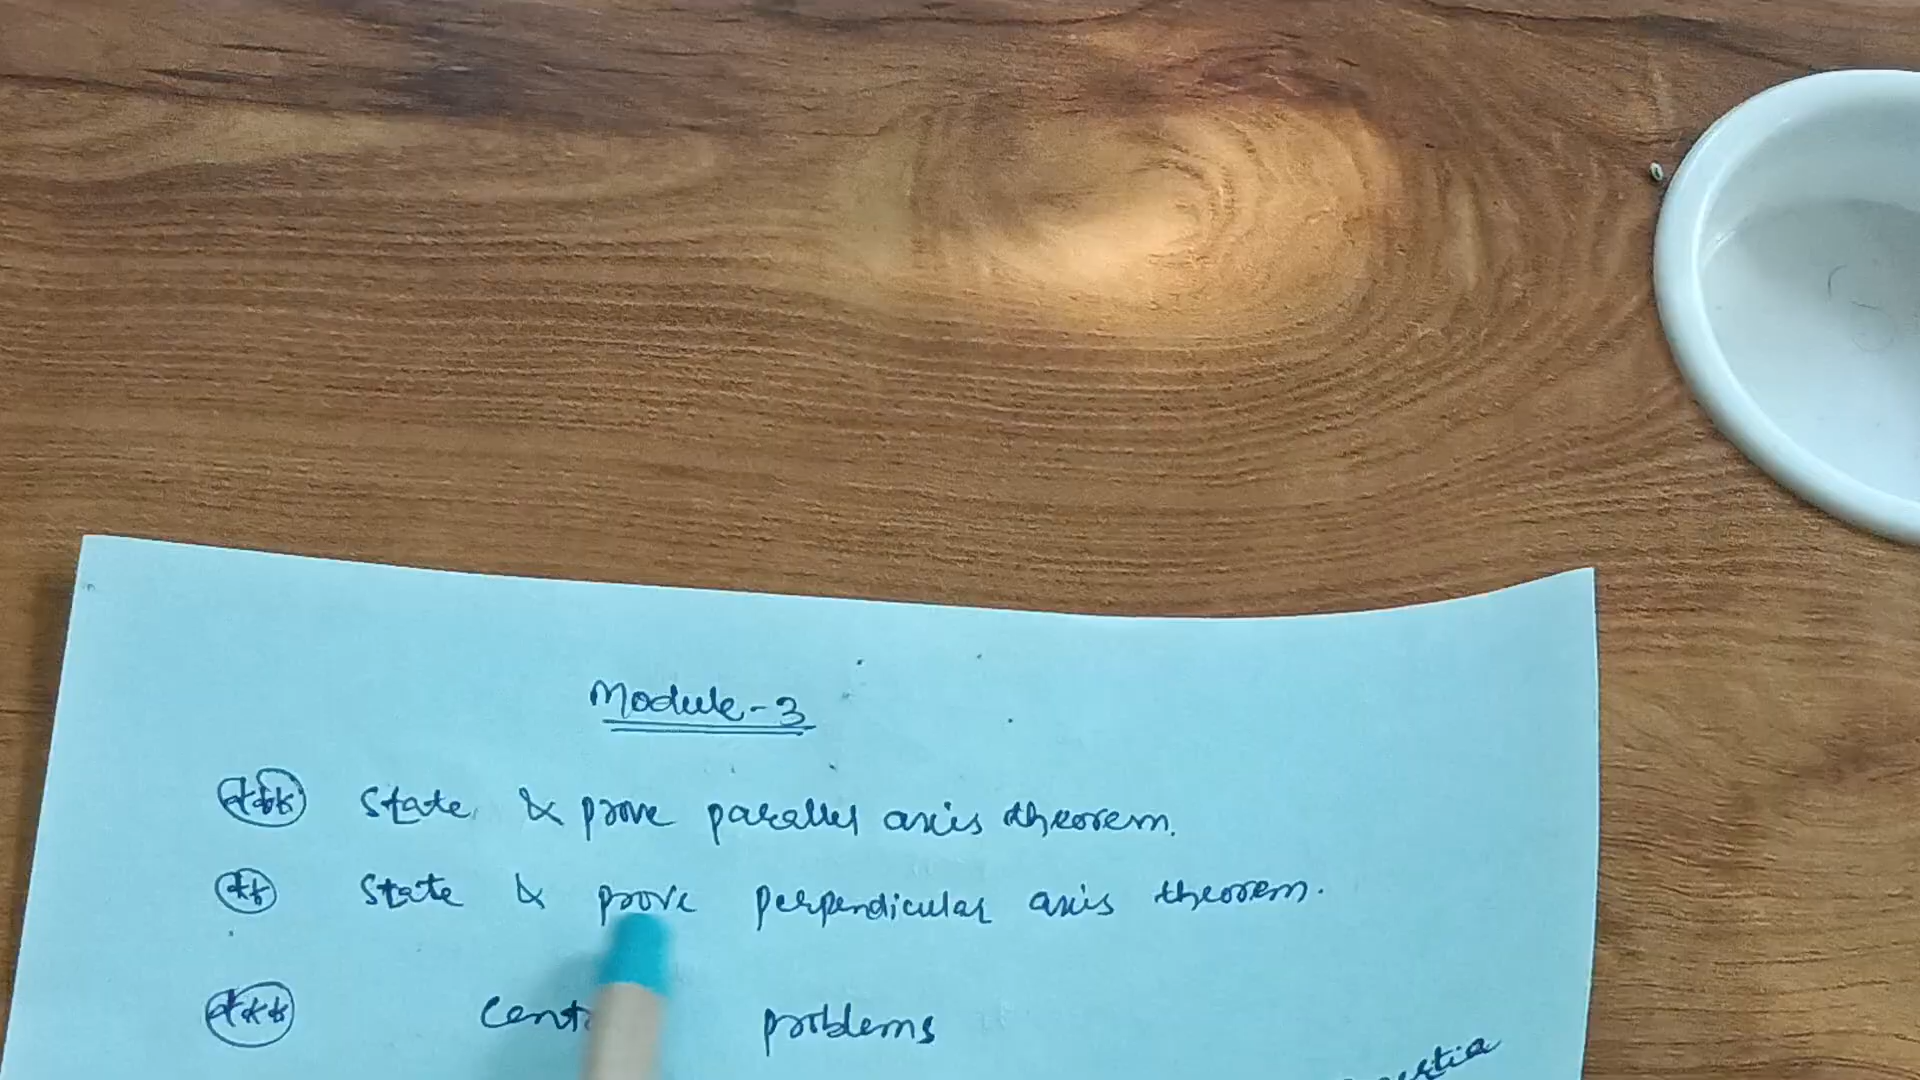 Module-3
*** State & prove parallel axis theorem.
** State & prove perpendicular axis theorem.
*** problems